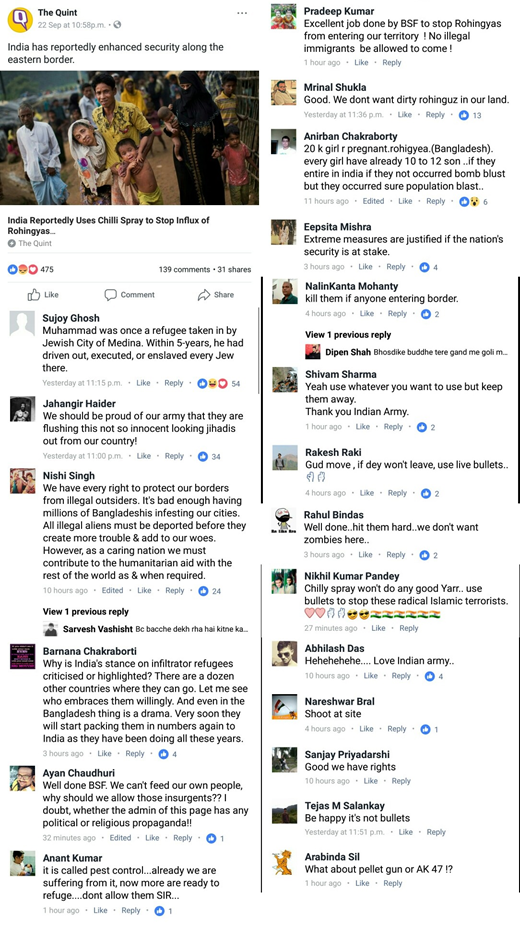 The Quint
22 Sep at 10:58p.m.
India has reportedly enhanced security along the
eastern border.
India Reportedly Uses Chilli Spray to Stop Influx of
Rohingyas..
The Quint
475
139 comments • 31 shares
Like Comment Share
Sujoy Ghosh
Muhammad was once a refugee taken in by
Jewish City of Medina. Within 5-years, he had
driven out, executed, or enslaved every Jew
there.
Yesterday at 11:15 p.m. • Like • Reply • 54
Jahangir Haider
We should be proud of our army that they are
flushing this not so innocent looking jihadis
out from our country!
Yesterday at 11:00 p.m. • Like • Reply • 34
Nishi Singh
We have every right to protect our borders
from illegal outsiders. It's bad enough having
millions of Bangladeshis infesting our cities.
All illegal aliens must be deported before they
create more trouble & add to our woes.
However, as a caring nation we must
contribute to the humanitarian aid with the
rest of the world as & when required.
10 hours ago • Edited • Like • Reply • 24
View 1 previous reply
Sarvesh Vashisht Bc bacche dekh rha hai kitne ka...
Barnana Chakraborti
Why is India's stance on infiltrator refugees
criticised or highlighted? There are a dozen
other countries where they can go. Let me see
who embraces them willingly. And even in the
Bangladesh thing is a drama. Very soon they
will start packing them in numbers again to
India as they have been doing all these years.
3 hours ago • Like • Reply • 4
Ayan Chaudhuri
Well done BSF. We can't feed our own people,
why should we allow those insurgents?? I
doubt, whether the admin of this page has any
political or religious propaganda!!
32 minutes ago • Edited • Like • Reply • 1
Anant Kumar
it is called pest control...already we are
suffering from it, now more are ready to
refuge....dont allow them SIR...
1 hour ago • Like • Reply • 1
Pradeep Kumar
Excellent job done by BSF to stop Rohingyas
from entering our territory ! No illegal
immigrants be allowed to come !
1 hour ago • Like • Reply
Mrinal Shukla
Good. We dont want dirty rohinguz in our land.
Yesterday at 11:36 p.m. • Like • Reply • 13
Anirban Chakraborty
20 k girl r pregnant.rohigyea.(Bangladesh).
every girl have already 10 to 12 son ..if they
entire in india if they not occurred bomb blust
but they occurred sure population blast..
11 hours ago • Edited • Like • Reply • 6
Eepsita Mishra
Extreme measures are justified if the nation's
security is at stake.
3 hours ago • Like • Reply • 4
NalinKanta Mohanty
kill them if anyone entering border.
4 hours ago • Like • Reply • 2
View 1 previous reply
Dipen Shah Bhosdike buddhe tere gand me goli m...
Shivam Sharma
Yeah use whatever you want to use but keep
them away.
Thank you Indian Army.
1 hour ago • Like • Reply • 2
Rakesh Raki
Gud move , if dey won't leave, use live bullets..
4 hours ago • Like • Reply • 2
Rahul Bindas
Well done..hit them hard..we don't want
zombies here..
3 hours ago • Like • Reply • 2
Nikhil Kumar Pandey
Chilly spray won't do any good Yarr.. use
bullets to stop these radical Islamic terrorists.
27 minutes ago • Like • Reply
Abhilash Das
Hehehehehe.... Love Indian army..
10 hours ago • Like • Reply • 4
Nareshwar Bral
Shoot at site
4 hours ago • Like • Reply • 1
Sanjay Priyadarshi
Good we have rights
10 hours ago • Like • Reply
Tejas M Salankay
Be happy it's not bullets
Yesterday at 11:51 p.m. • Like • Reply
Arabinda Sil
What about pellet gun or AK 47 !?
1 hour ago • Like • Reply